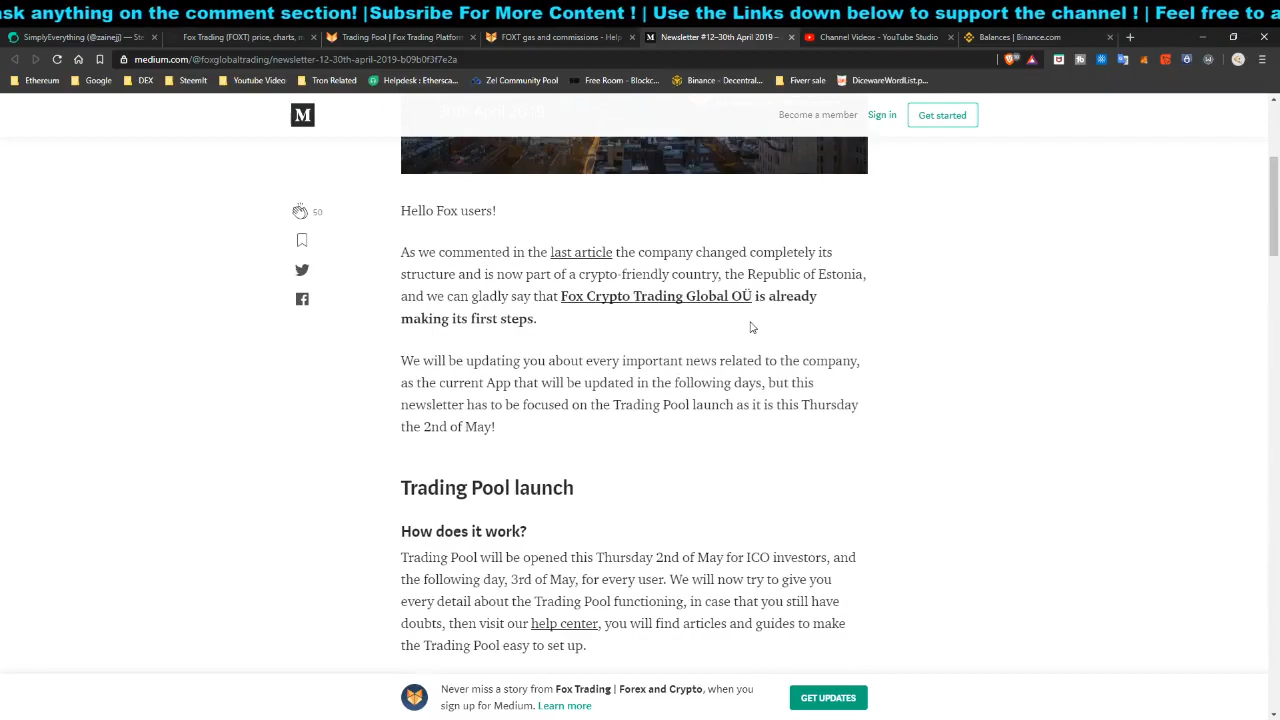 ask anything on the comment section! |Subsribe For More Content ! | Use the Links down below to support the channel ! | Feel free to a
SimplyEverything (@zainejj) — Ste
Fox Trading (FOXT) price, charts, m
Trading Pool | Fox Trading Platform
FOXT gas and commissions - Help
Newsletter #12–30th April 2019 –
Channel Videos - YouTube Studio
Balances | Binance.com
medium.com/@foxglobaltrading/newsletter-12-30th-april-2019-b09b0f3f7e2a
Ethereum
Google
DEX
SteemIt
Youtube Video
Tron Related
Helpdesk : Ethersca...
Zel Community Pool
Free Room - Blockc...
Binance - Decentral...
Fiverr sale
DicewareWordList.p...
30th April 2019
M
Become a member
Sign in
Get started
50
Hello Fox users!
As we commented in the last article the company changed completely its
structure and is now part of a crypto-friendly country, the Republic of Estonia,
and we can gladly say that Fox Crypto Trading Global OÜ is already
making its first steps.
We will be updating you about every important news related to the company,
as the current App that will be updated in the following days, but this
newsletter has to be focused on the Trading Pool launch as it is this Thursday
the 2nd of May!
Trading Pool launch
How does it work?
Trading Pool will be opened this Thursday 2nd of May for ICO investors, and
the following day, 3rd of May, for every user. We will now try to give you
every detail about the Trading Pool functioning, in case that you still have
doubts, then visit our help center, you will find articles and guides to make
the Trading Pool easy to set up.
Never miss a story from Fox Trading | Forex and Crypto, when you
sign up for Medium. Learn more
GET UPDATES